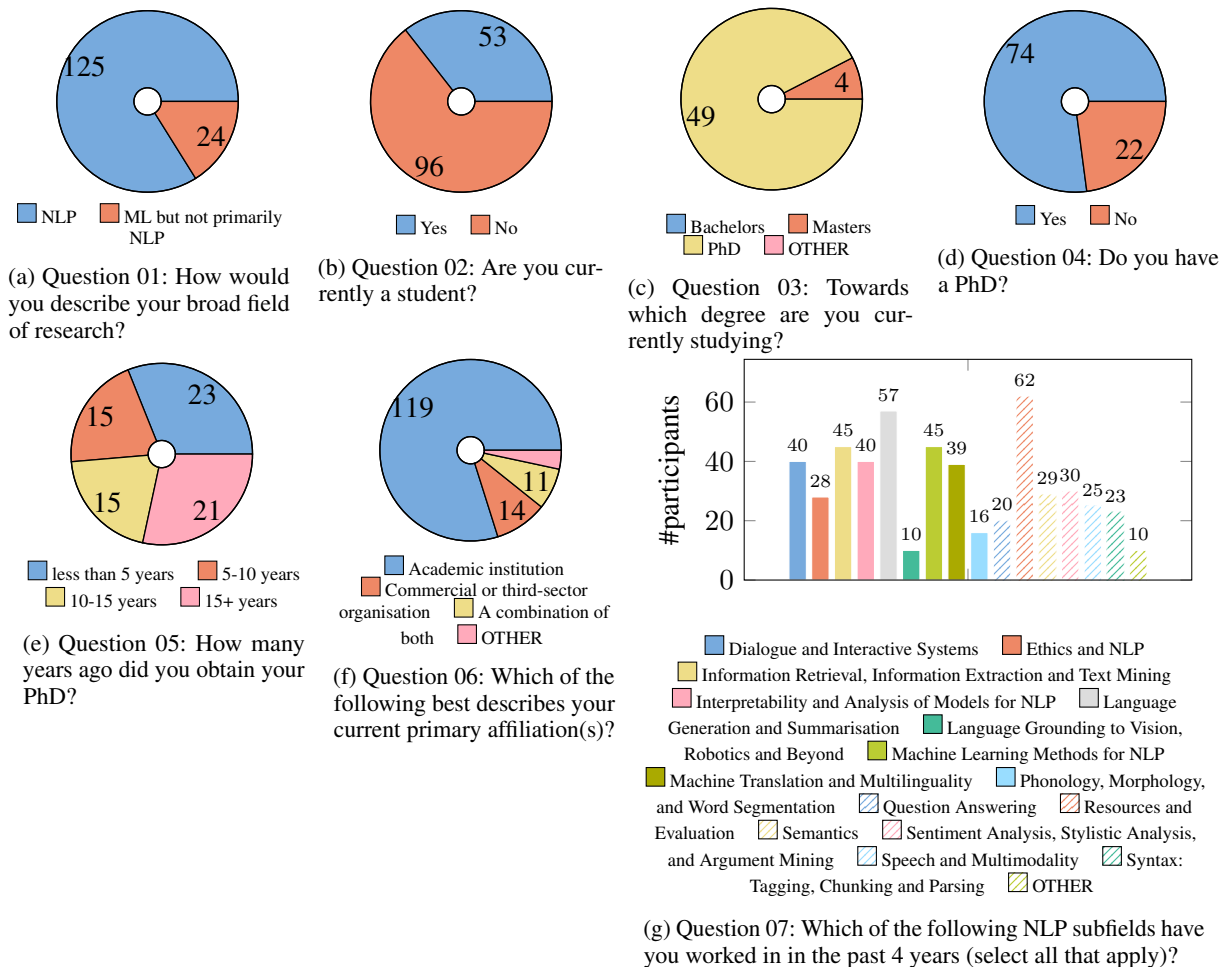 125
24
NLP
ML but not primarily
NLP
(a) Question 01: How would
you describe your broad field
of research?
53
96
Yes
No
(b) Question 02: Are you cur-
rently a student?
4
49
Bachelors
Masters
PhD
OTHER
(c) Question 03: Towards
which degree are you cur-
rently studying?
74
22
Yes
No
(d) Question 04: Do you have
a PhD?
23
15
15
21
less than 5 years
5-10 years
10-15 years
15+ years
(e) Question 05: How many
years ago did you obtain your
PhD?
119
11
14
Academic institution
Commercial or third-sector
organisation
A combination of
both
OTHER
(f) Question 06: Which of the
following best describes your
current primary affiliation(s)?
#participants
60
40
20
0
40
28
45
40
57
10
45
39
16
20
62
29
30
25
23
10
Dialogue and Interactive Systems
Ethics and NLP
Information Retrieval, Information Extraction and Text Mining
Interpretability and Analysis of Models for NLP
Language
Generation and Summarisation
Language Grounding to Vision,
Robotics and Beyond
Machine Learning Methods for NLP
Machine Translation and Multilinguality
Phonology, Morphology,
and Word Segmentation
Question Answering
Resources and
Evaluation
Semantics
Sentiment Analysis, Stylistic Analysis,
and Argument Mining
Speech and Multimodality
Syntax:
Tagging, Chunking and Parsing
OTHER
(g) Question 07: Which of the following NLP subfields have
you worked in in the past 4 years (select all that apply)?